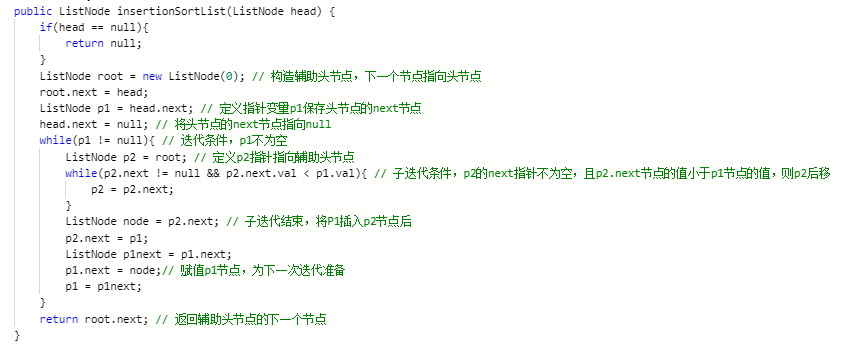 public ListNode insertionSortList(ListNode head) {
    if(head == null){
        return null;
    }
    ListNode root = new ListNode(0); // 构造辅助头节点，下一个节点指向头节点
    root.next = head;
    ListNode p1 = head.next; // 定义指针变量p1保存头节点的next节点
    head.next = null; // 将头节点的next节点指向null
    while(p1 != null){ // 迭代条件，p1不为空
        ListNode p2 = root; // 定义p2指针指向辅助头节点
        while(p2.next != null && p2.next.val < p1.val){ // 子迭代条件，p2的next指针不为空，且p2.next节点的值小于p1节点的值，则p2后移
            p2 = p2.next;
        }
        ListNode node = p2.next; // 子迭代结束，将P1插入p2节点后
        p2.next = p1;
        ListNode p1next = p1.next;
        p1.next = node;// 赋值p1节点，为下一次迭代准备
        p1 = p1next;
    }
    return root.next; // 返回辅助头节点的下一个节点
}